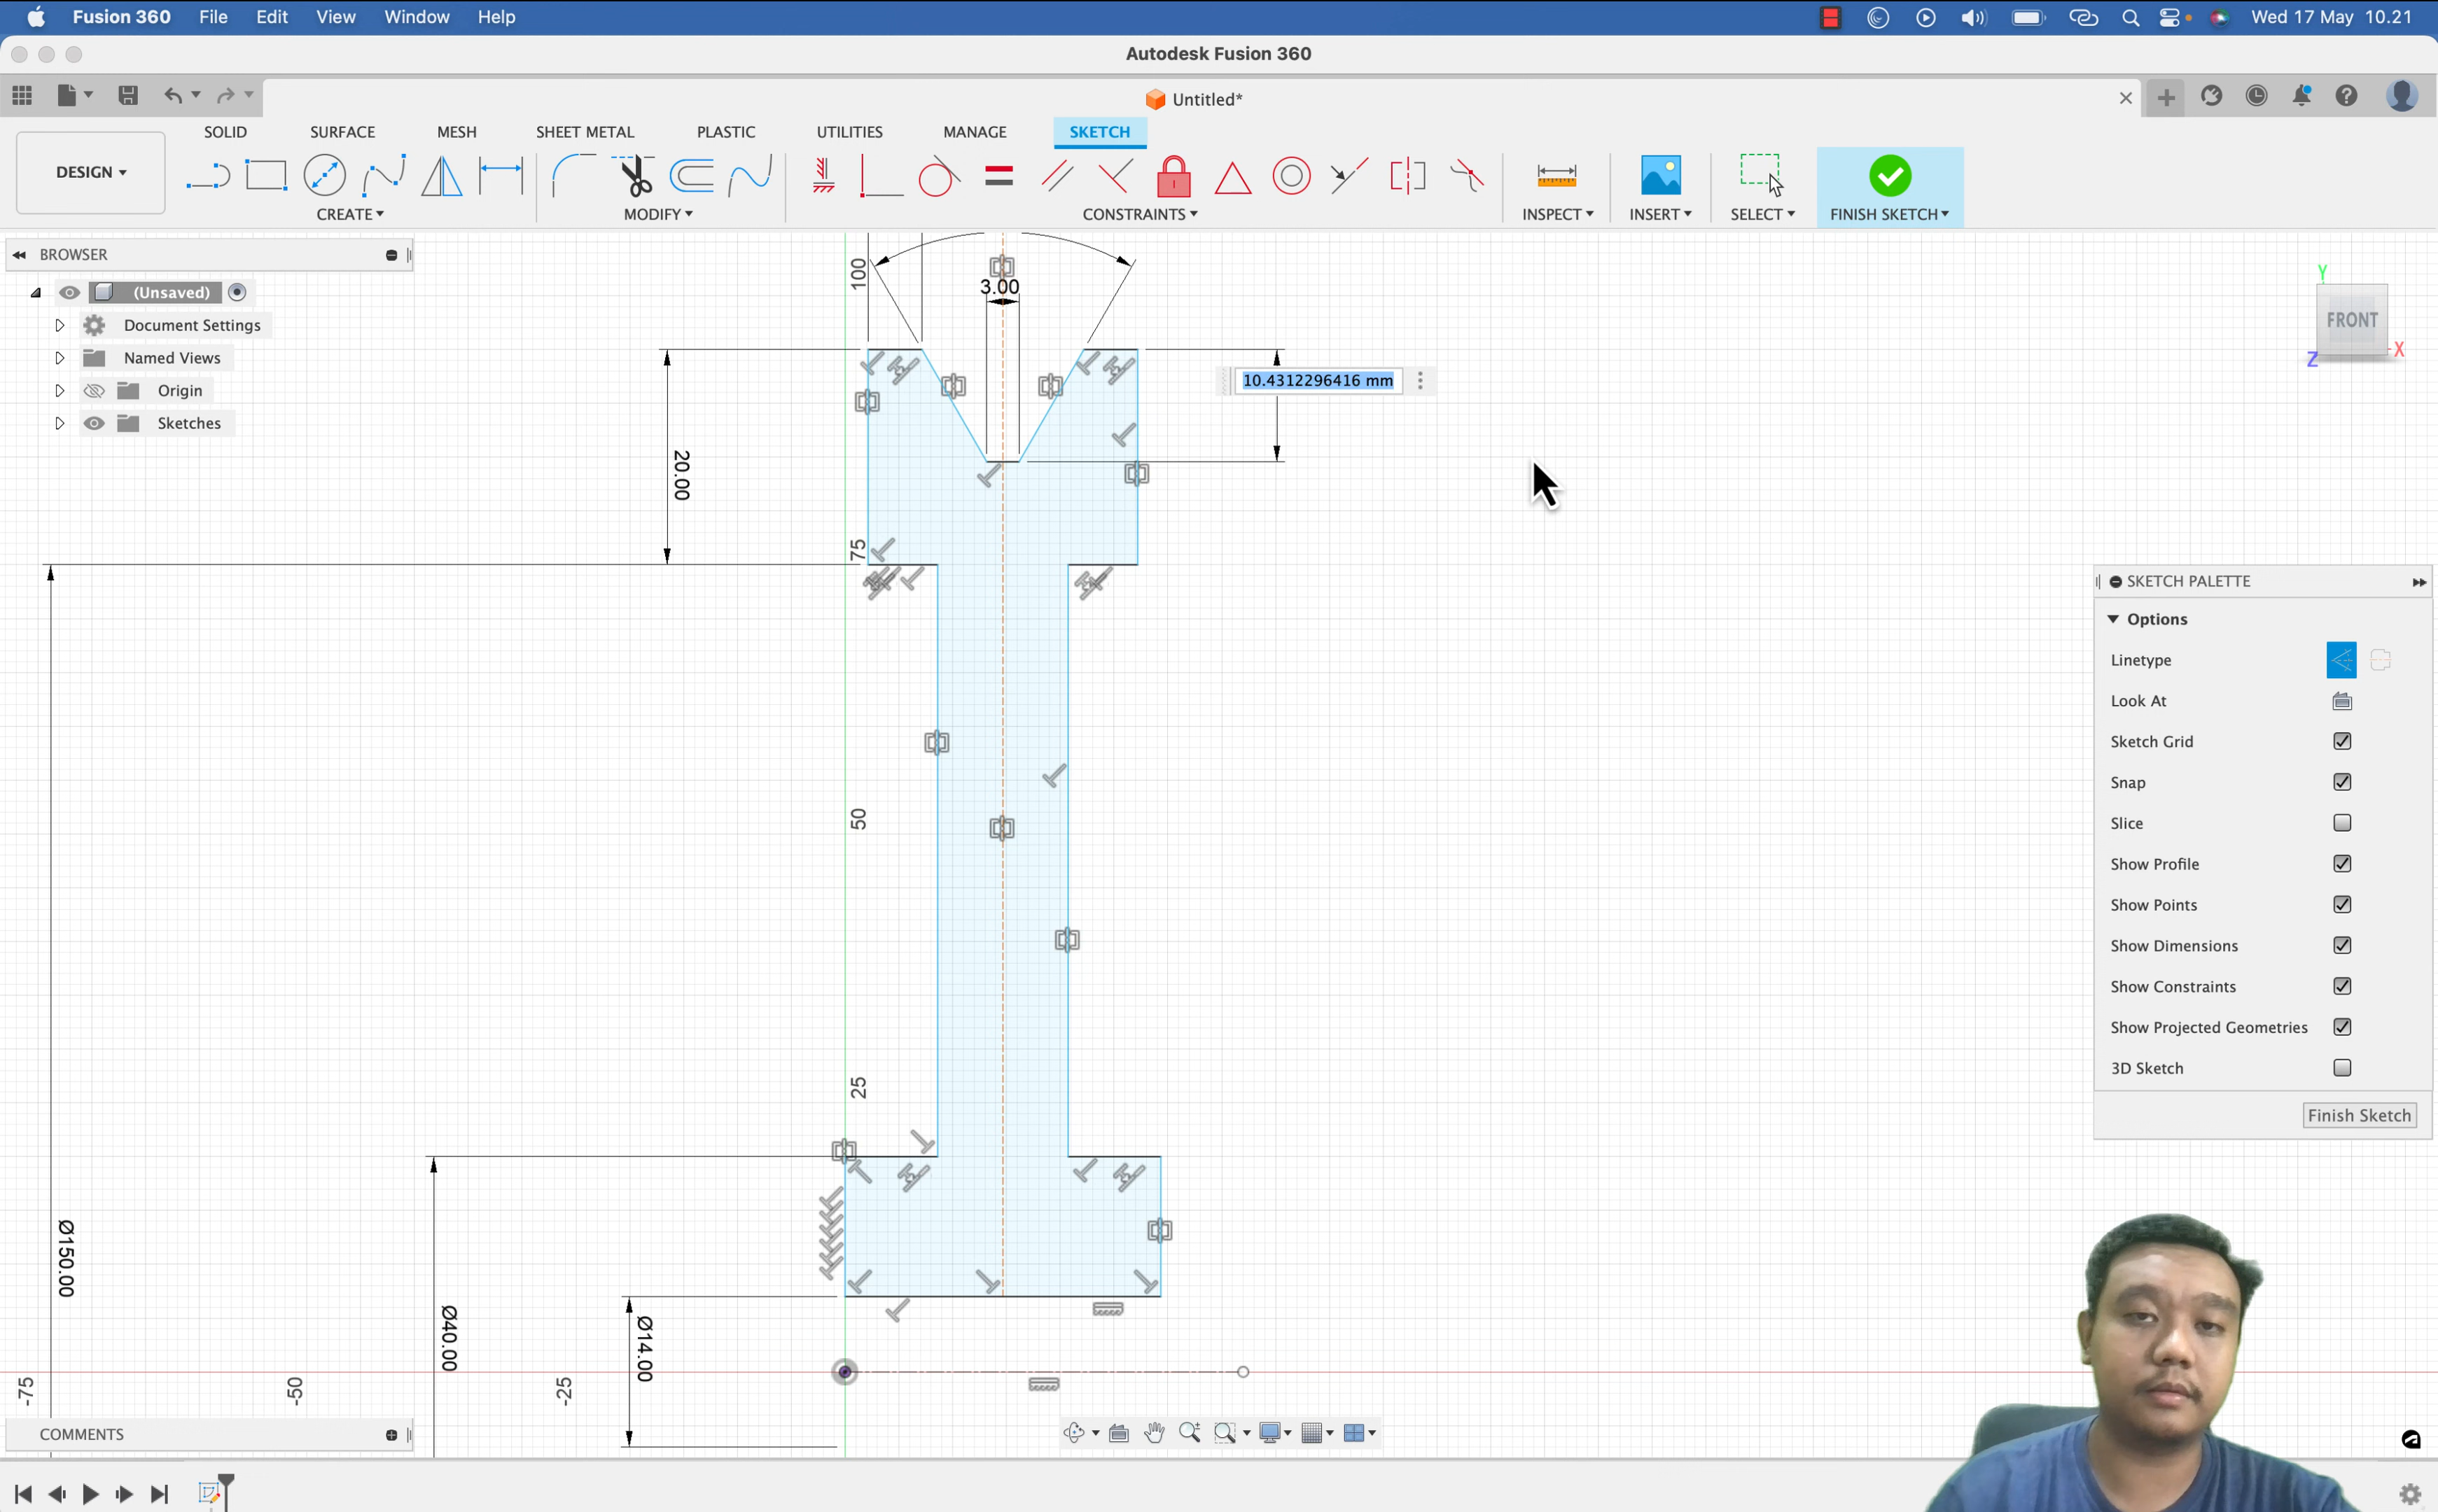 Fusion 360 File Edit View Window Help Wed 17 May 10.21
Autodesk Fusion 360
Untitled*
SOLID SURFACE MESH SHEET METAL PLASTIC UTILITIES MANAGE SKETCH
DESIGN
CREATE MODIFY CONSTRAINTS INSPECT INSERT SELECT FINISH SKETCH
BROWSER
(Unsaved)
Document Settings
Named Views
Origin
Sketches
100
3.00
10.4312296416 mm
20.00
75
50
25
Ø150.00
Ø40.00
Ø14.00
-75
-50
-25
Y
FRONT
X
Z
SKETCH PALETTE
Options
Linetype
Look At
Sketch Grid
Snap
Slice
Show Profile
Show Points
Show Dimensions
Show Constraints
Show Projected Geometries
3D Sketch
Finish Sketch
COMMENTS